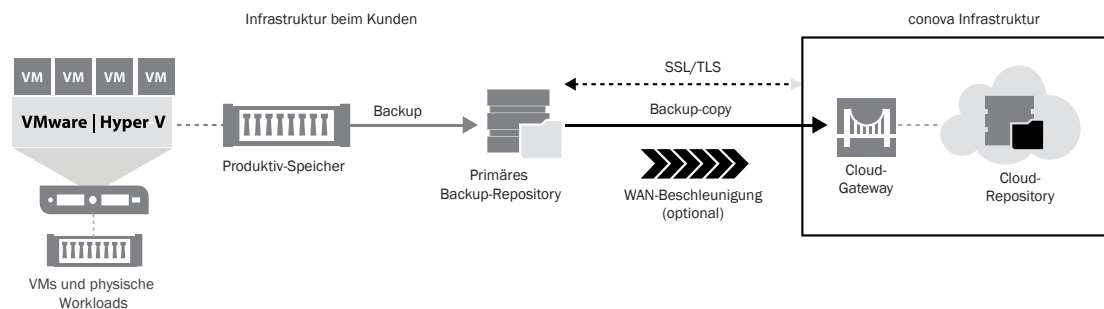 Infrastruktur beim Kunden
conova Infrastruktur
VM VM VM VM
VMware | Hyper V
SSL/TLS
Backup
Backup-copy
Produktiv-Speicher
Primäres
Backup-Repository
WAN-Beschleunigung
(optional)
Cloud-
Gateway
Cloud-
Repository
VMs und physische
Workloads